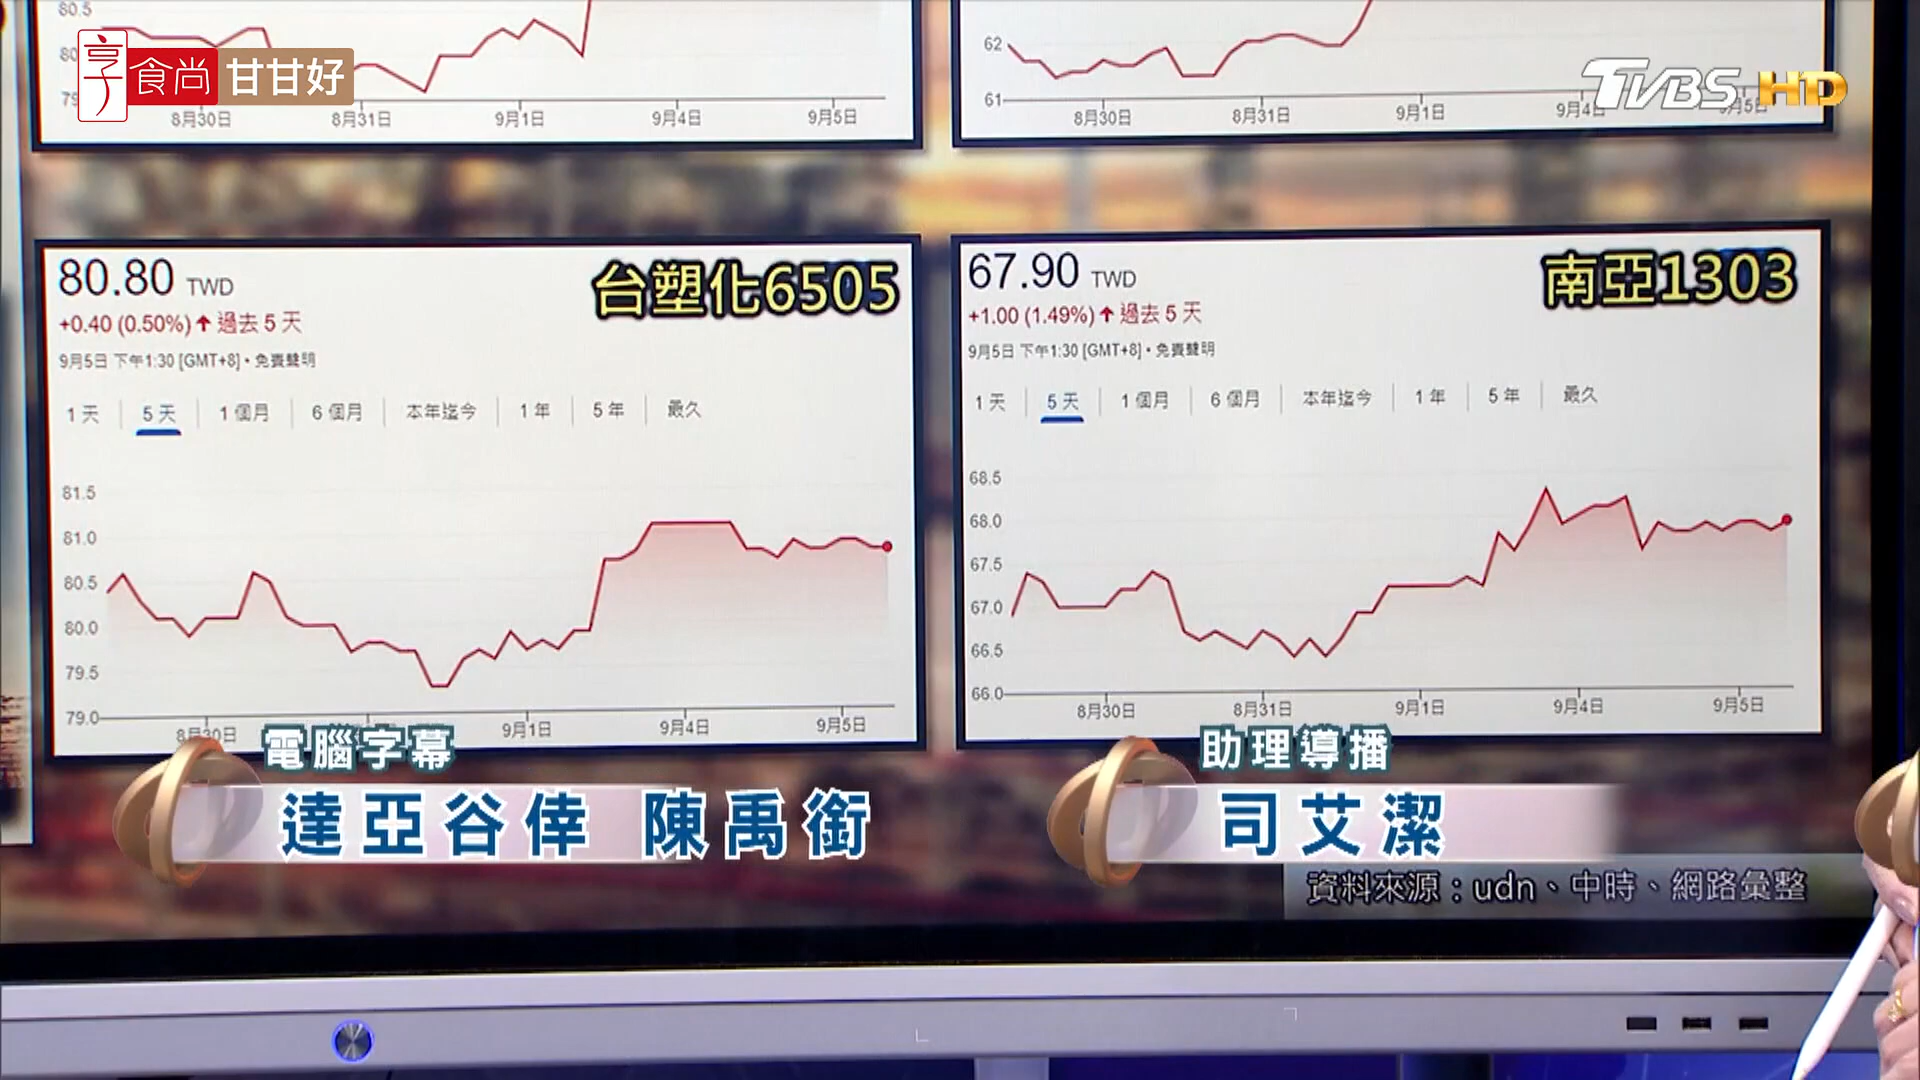 80.5
80
79
8月30日 8月31日 9月1日 9月4日 9月5日
享 食尚 甘甘好
62
61
8月30日 8月31日 9月1日 9月4日 9月5日
TVBS HD
80.80 TWD
台塑化6505
+0.40 (0.50%) ↑ 過去 5 天
9月5日 下午1:30 [GMT+8]・免責聲明
1 天 5 天 1 個月 6 個月 本年迄今 1 年 5 年 最久
81.5
81.0
80.5
80.0
79.5
79.0
8月30日 9月1日 9月4日 9月5日
67.90 TWD
南亞1303
+1.00 (1.49%) ↑ 過去 5 天
9月5日 下午1:30 [GMT+8]・免責聲明
1 天 5 天 1 個月 6 個月 本年迄今 1 年 5 年 最久
68.5
68.0
67.5
67.0
66.5
66.0
8月30日 8月31日 9月1日 9月4日 9月5日
電腦字幕
達亞谷倖 陳禹衛
助理導播
司艾潔
資料來源：udn、中時、網路彙整